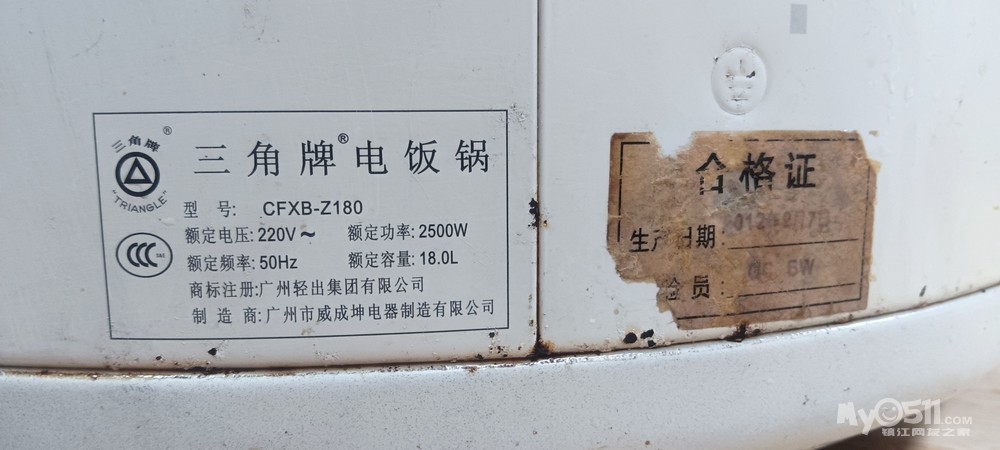 三角牌®
"TRIANGLE"
三角牌®电饭锅
型 号: CFXB-Z180
额定电压:220V～ 额定功率:2500W
额定频率:50Hz 额定容量:18.0L
商标注册:广州轻出集团有限公司
制 造 商:广州市威成坤电器制造有限公司
CCC
S&E
合格证
生产日期:
员:
My0511.COM
镇江网友之家